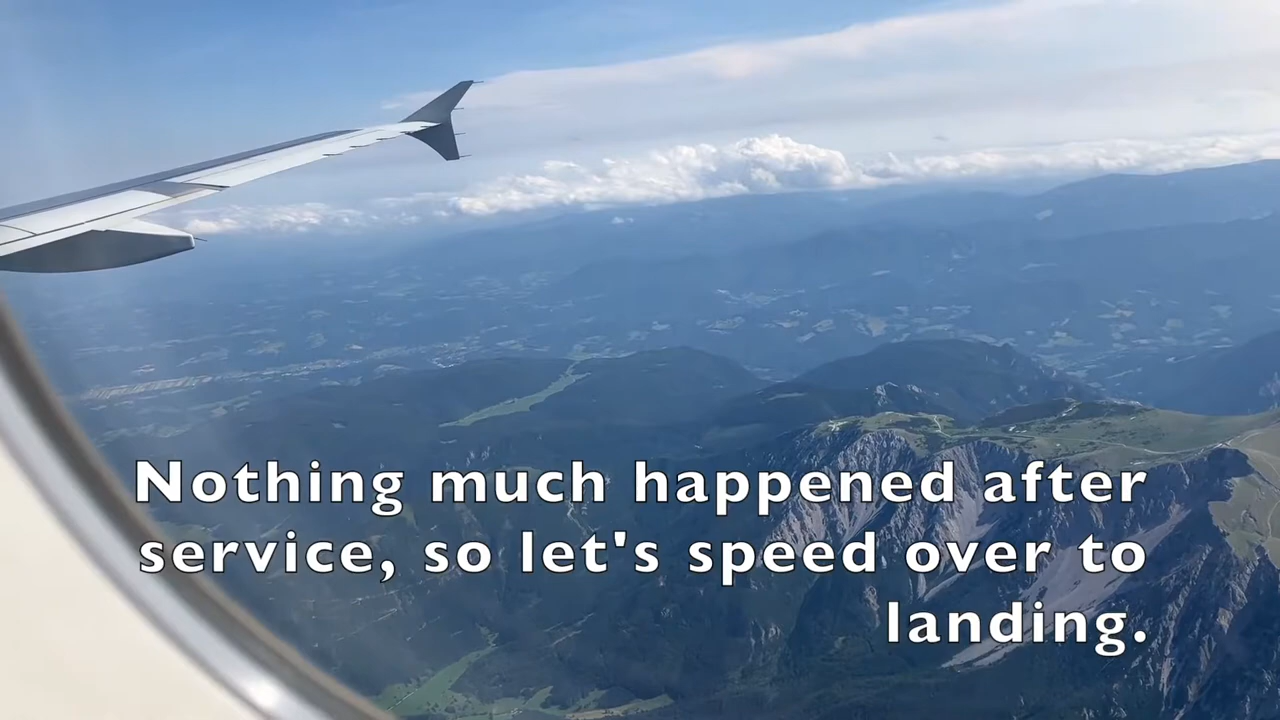 Nothing much happened after
service, so let's speed over to
landing.